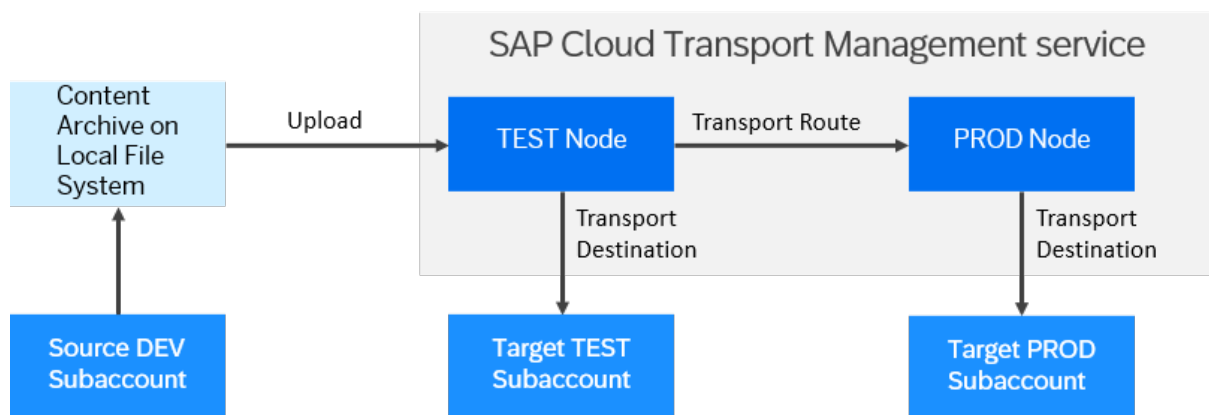 SAP Cloud Transport Management service
Content
Archive on
Local File
System
Upload
TEST Node
Transport Route
PROD Node
Transport
Destination
Transport
Destination
Source DEV
Subaccount
Target TEST
Subaccount
Target PROD
Subaccount